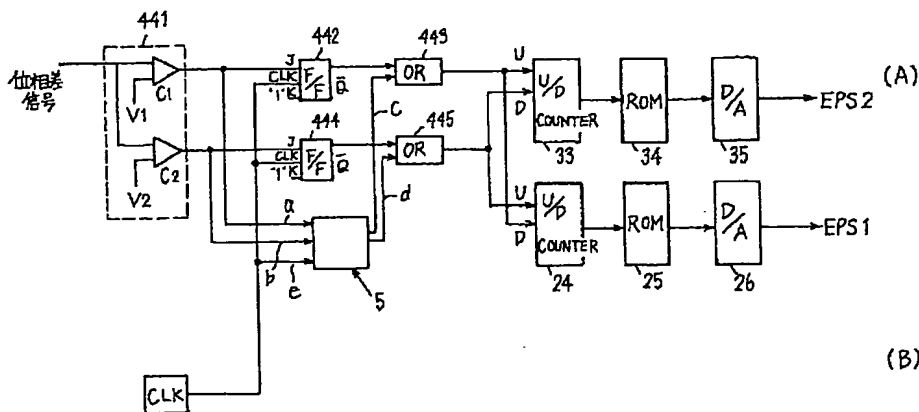 441
位相差
信号
C1
V1
C2
V2
442
J
CLK
"1"K
F/F
Q̄
443
OR
C
444
J
CLK
"1"K
F/F
Q̄
445
OR
d
a
b
e
5
CLK
U
D
U/D
COUNTER
33
ROM
34
D/A
35
EPS2
(A)
U
D
U/D
COUNTER
24
ROM
25
D/A
26
EPS1
(B)